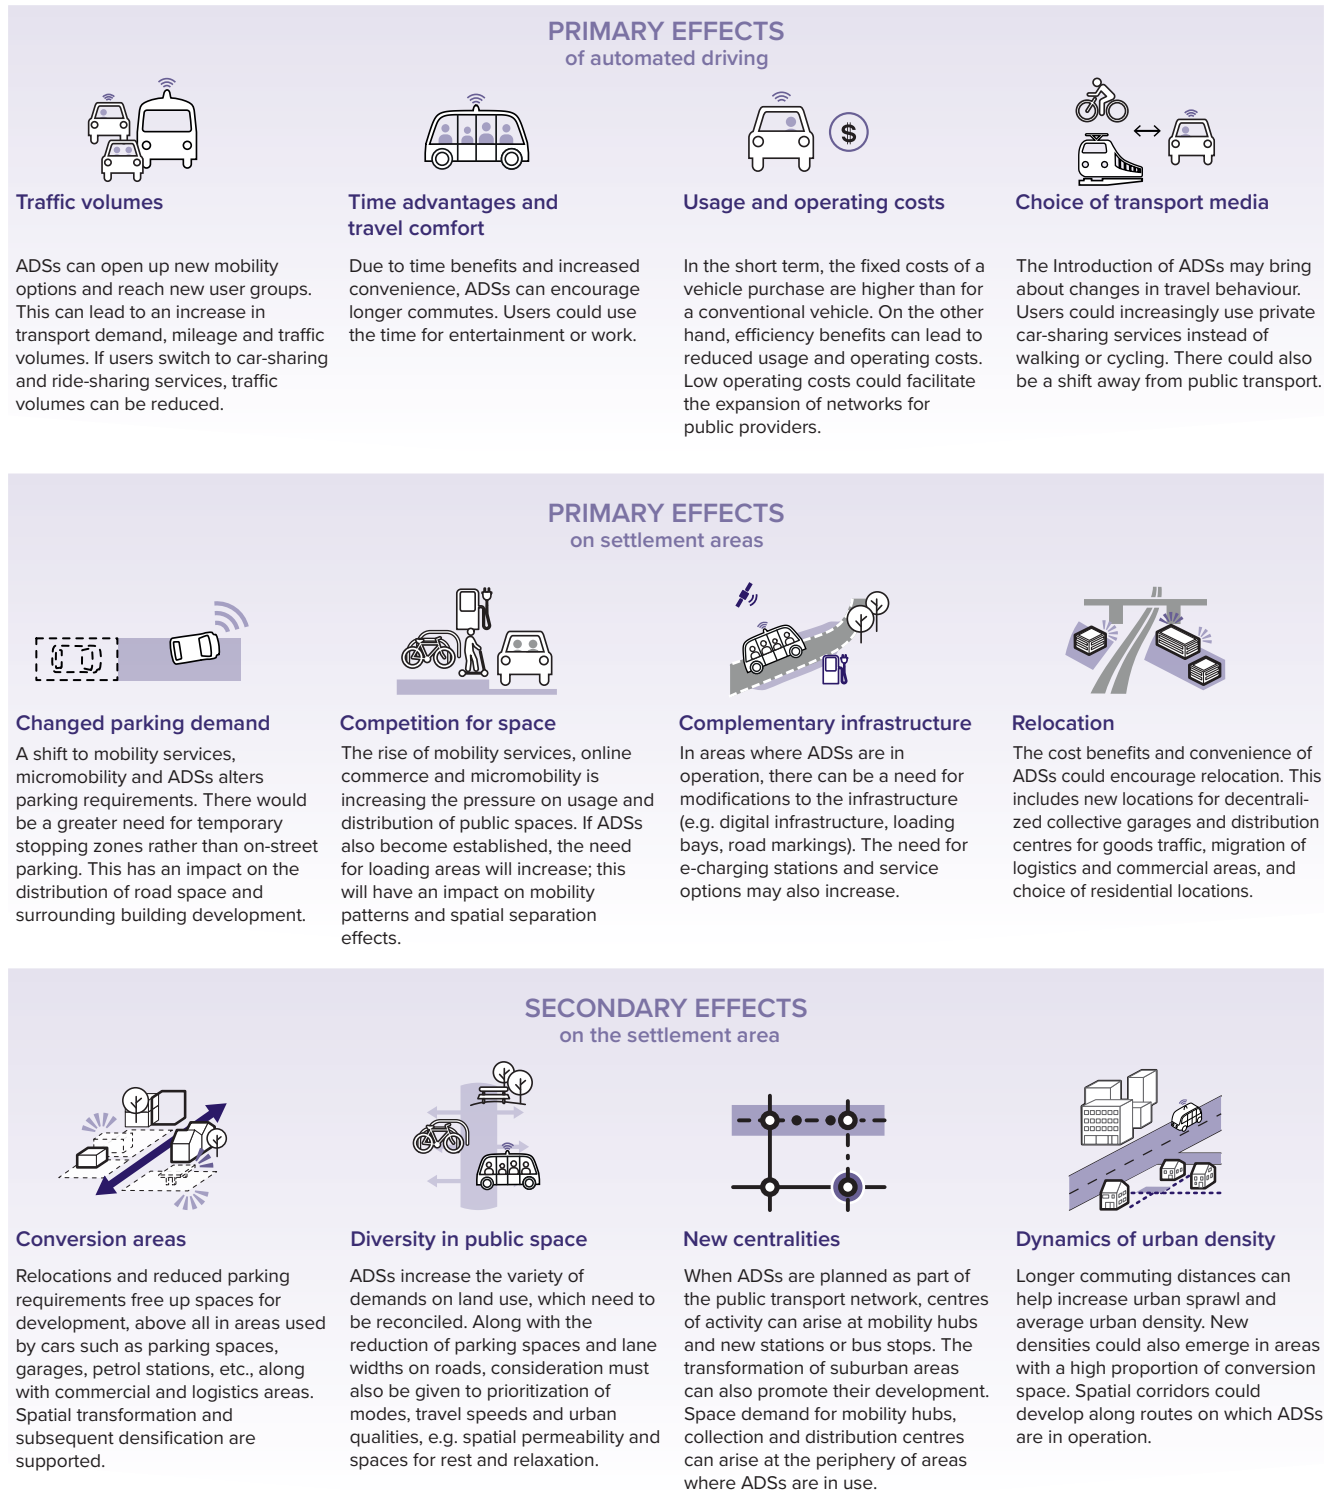 PRIMARY EFFECTS
of automated driving
$
Traffic volumes
ADSs can open up new mobility
options and reach new user groups.
This can lead to an increase in
transport demand, mileage and traffic
volumes. If users switch to car-sharing
and ride-sharing services, traffic
volumes can be reduced.
Time advantages and
travel comfort
Due to time benefits and increased
convenience, ADSs can encourage
longer commutes. Users could use
the time for entertainment or work.
Usage and operating costs
In the short term, the fixed costs of a
vehicle purchase are higher than for
a conventional vehicle. On the other
hand, efficiency benefits can lead to
reduced usage and operating costs.
Low operating costs could facilitate
the expansion of networks for
public providers.
Choice of transport media
The Introduction of ADSs may bring
about changes in travel behaviour.
Users could increasingly use private
car-sharing services instead of
walking or cycling. There could also
be a shift away from public transport.
PRIMARY EFFECTS
on settlement areas
Changed parking demand
A shift to mobility services,
micromobility and ADSs alters
parking requirements. There would
be a greater need for temporary
stopping zones rather than on-street
parking. This has an impact on the
distribution of road space and
surrounding building development.
Competition for space
The rise of mobility services, online
commerce and micromobility is
increasing the pressure on usage and
distribution of public spaces. If ADSs
also become established, the need
for loading areas will increase; this
will have an impact on mobility
patterns and spatial separation
effects.
Complementary infrastructure
In areas where ADSs are in
operation, there can be a need for
modifications to the infrastructure
(e.g. digital infrastructure, loading
bays, road markings). The need for
e-charging stations and service
options may also increase.
Relocation
The cost benefits and convenience of
ADSs could encourage relocation. This
includes new locations for decentrali-
zed collective garages and distribution
centres for goods traffic, migration of
logistics and commercial areas, and
choice of residential locations.
SECONDARY EFFECTS
on the settlement area
Conversion areas
Relocations and reduced parking
requirements free up spaces for
development, above all in areas used
by cars such as parking spaces,
garages, petrol stations, etc., along
with commercial and logistics areas.
Spatial transformation and
subsequent densification are
supported.
Diversity in public space
ADSs increase the variety of
demands on land use, which need to
be reconciled. Along with the
reduction of parking spaces and lane
widths on roads, consideration must
also be given to prioritization of
modes, travel speeds and urban
qualities, e.g. spatial permeability and
spaces for rest and relaxation.
New centralities
When ADSs are planned as part of
the public transport network, centres
of activity can arise at mobility hubs
and new stations or bus stops. The
transformation of suburban areas
can also promote their development.
Space demand for mobility hubs,
collection and distribution centres
can arise at the periphery of areas
where ADSs are in use.
Dynamics of urban density
Longer commuting distances can
help increase urban sprawl and
average urban density. New
densities could also emerge in areas
with a high proportion of conversion
space. Spatial corridors could
develop along routes on which ADSs
are in operation.